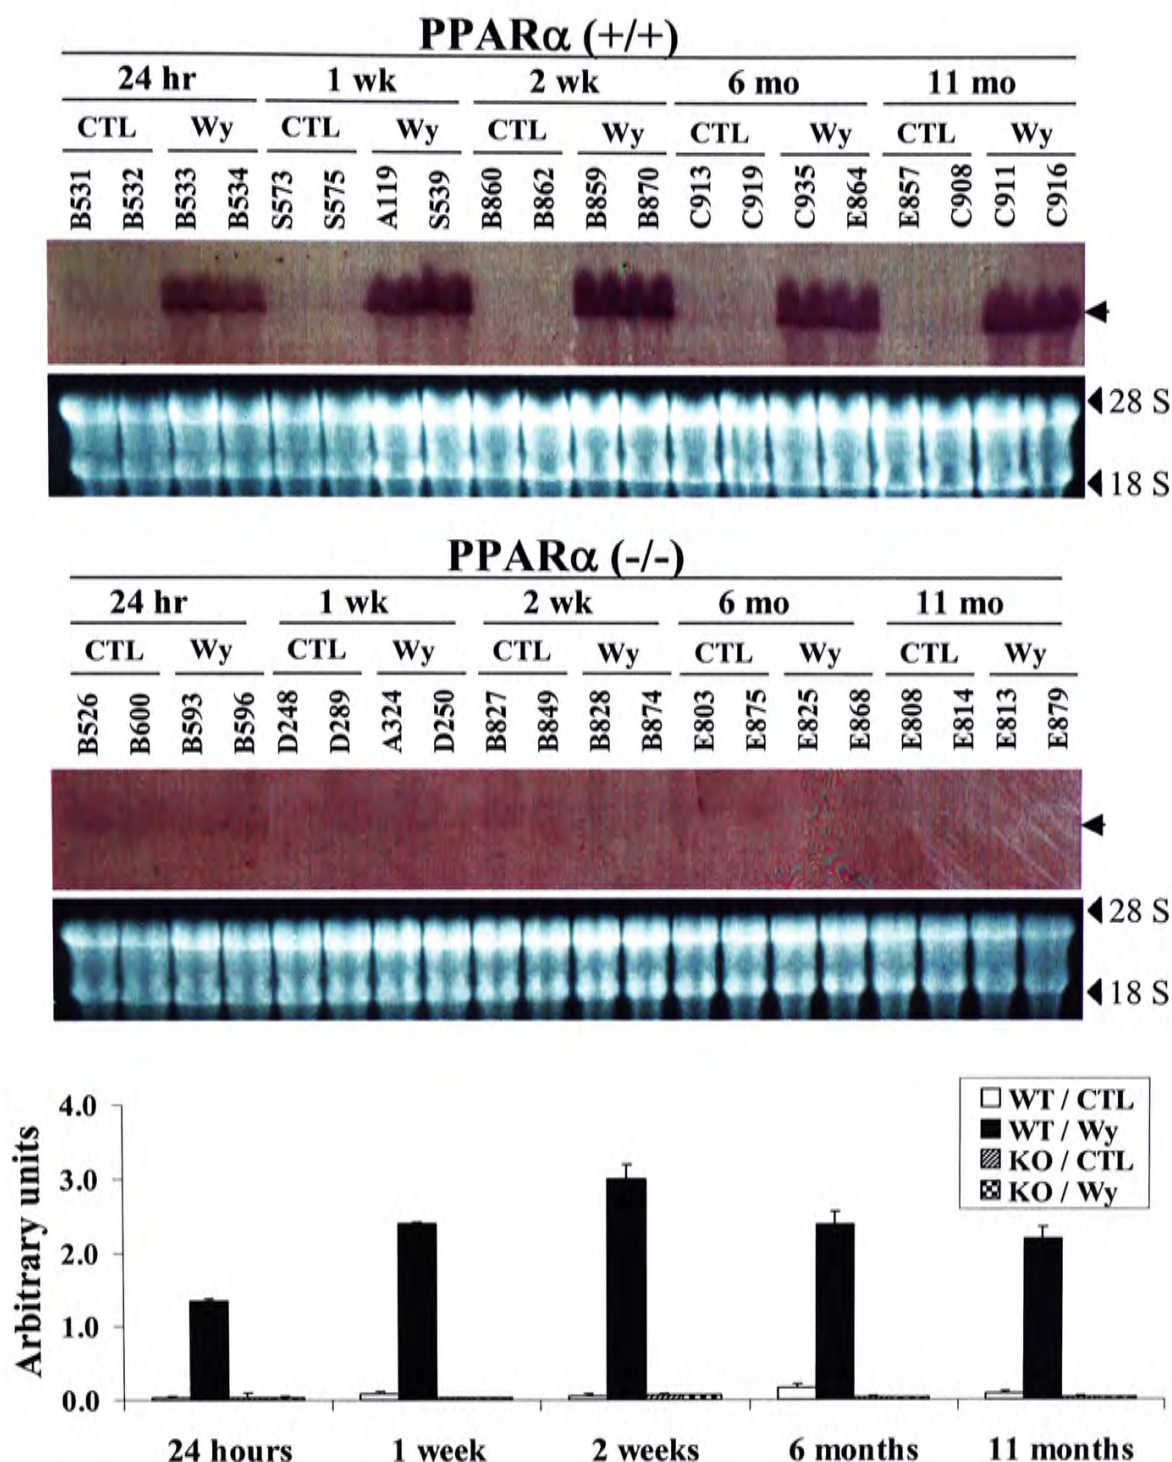 PPARα (+/+)
24 hr 1 wk 2 wk 6 mo 11 mo
CTL Wy CTL Wy CTL Wy CTL Wy CTL Wy
B531 B532 B533 B534 S573 S575 A119 S539 B860 B862 B859 B870 C913 C919 C935 E864 E857 C908 C911 C916
28 S
18 S
PPARα (-/-)
24 hr 1 wk 2 wk 6 mo 11 mo
CTL Wy CTL Wy CTL Wy CTL Wy CTL Wy
B526 B600 B593 B596 D248 D289 A324 D250 B827 B849 B828 B874 E803 E875 E825 E868 E808 E814 E813 E879
28 S
18 S
Arbitrary units
4.0
3.0
2.0
1.0
0.0
WT / CTL
WT / Wy
KO / CTL
KO / Wy
24 hours 1 week 2 weeks 6 months 11 months